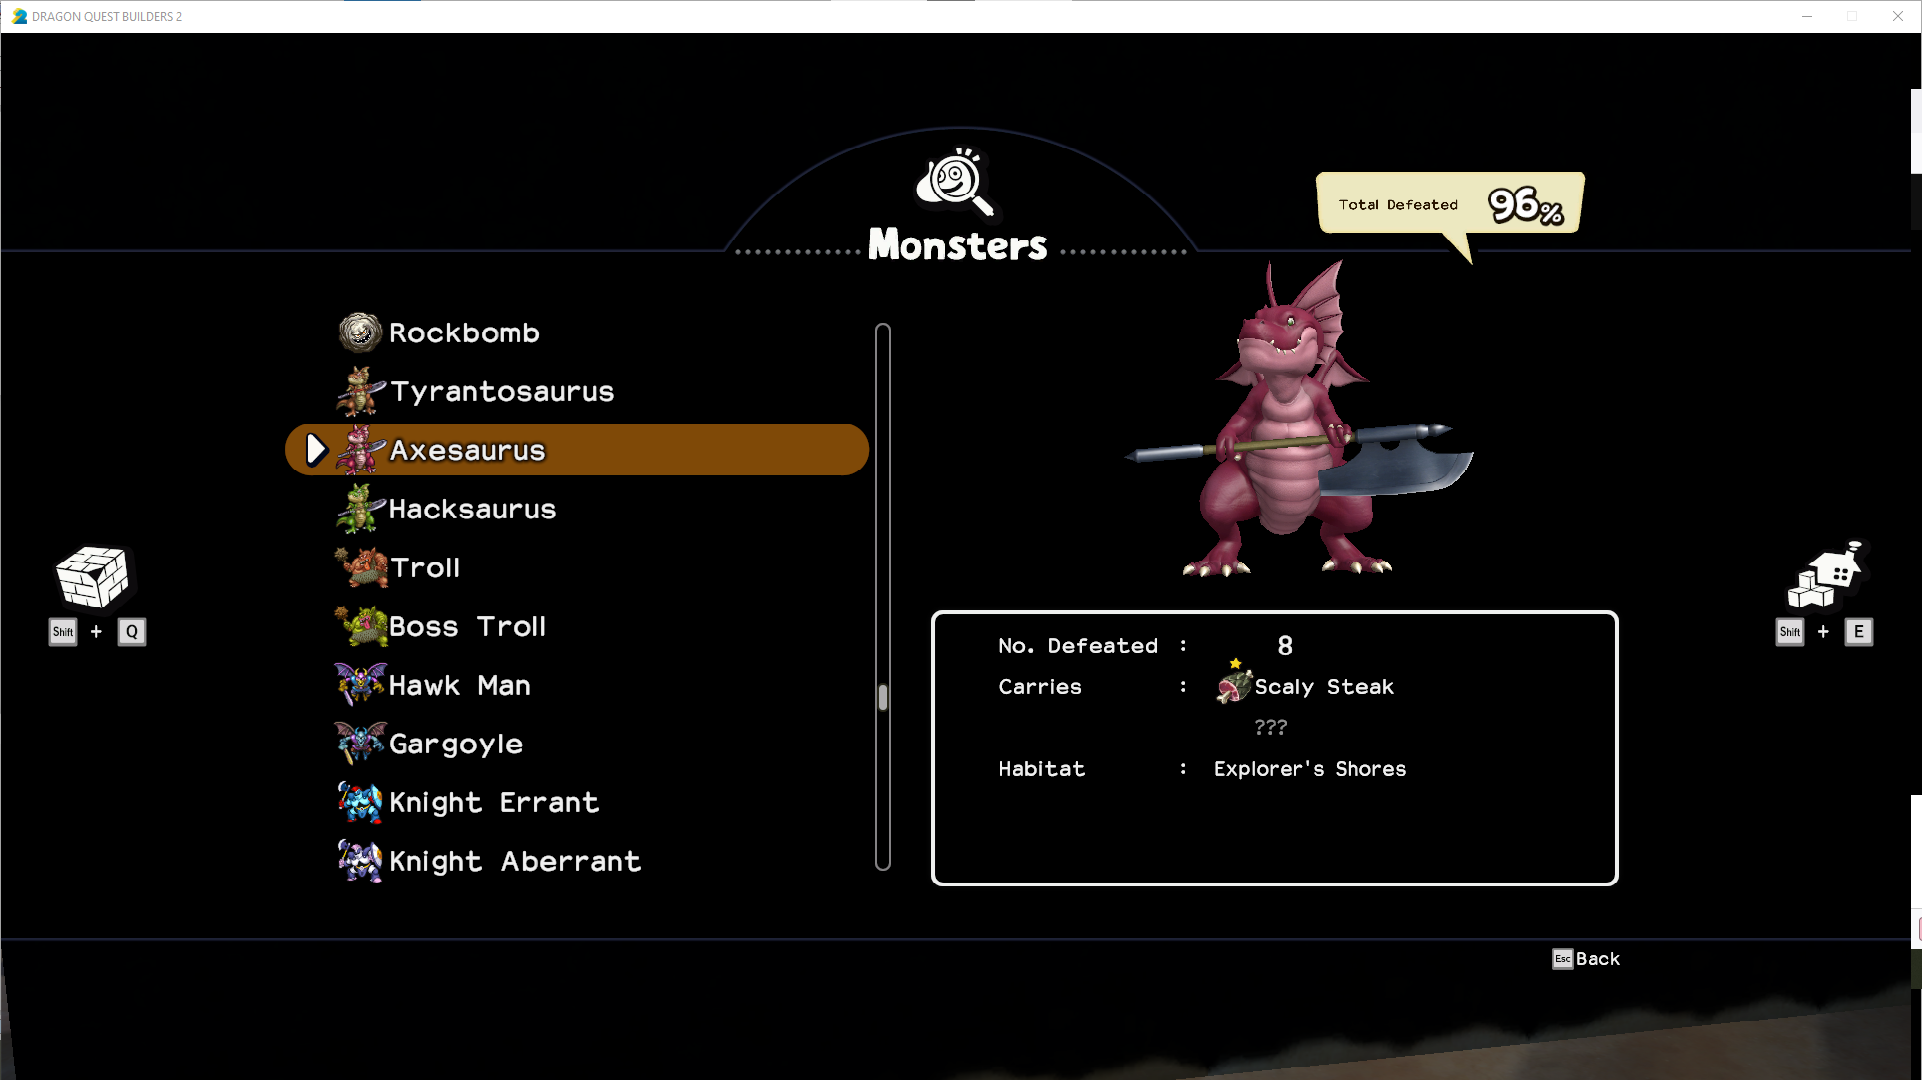 DRAGON QUEST BUILDERS 2
Total Defeated 96%
Monsters
Rockbomb
Tyrantosaurus
Axesaurus
Hacksaurus
Troll
Boss Troll
Hawk Man
Gargoyle
Knight Errant
Knight Aberrant
Shift + Q
No. Defeated : 8
Carries : Scaly Steak
???
Habitat : Explorer's Shores
Shift + E
Esc Back